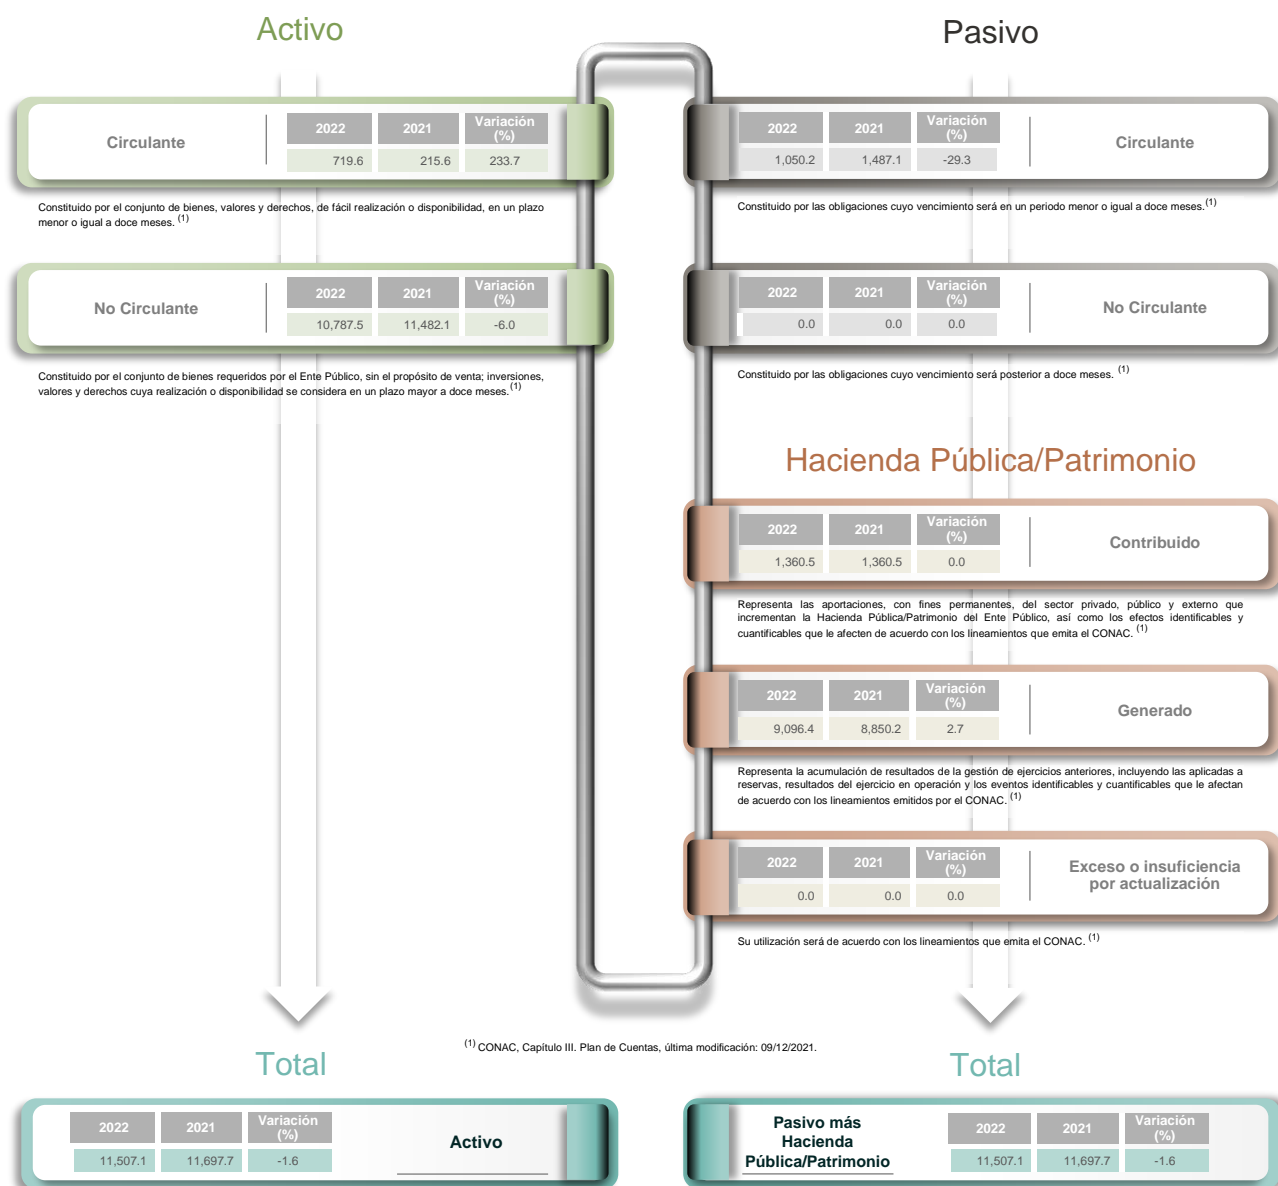 Activo
Circulante
2022 2021 Variación (%)
719.6 215.6 233.7
Constituido por el conjunto de bienes, valores y derechos, de fácil realización o disponibilidad, en un plazo
menor o igual a doce meses. (1)
No Circulante
2022 2021 Variación (%)
10,787.5 11,482.1 -6.0
Constituido por el conjunto de bienes requeridos por el Ente Público, sin el propósito de venta; inversiones,
valores y derechos cuya realización o disponibilidad se considera en un plazo mayor a doce meses. (1)
Pasivo
2022 2021 Variación (%)
1,050.2 1,487.1 -29.3
Circulante
Constituido por las obligaciones cuyo vencimiento será en un periodo menor o igual a doce meses. (1)
2022 2021 Variación (%)
0.0 0.0 0.0
No Circulante
Constituido por las obligaciones cuyo vencimiento será posterior a doce meses. (1)
Hacienda Pública/Patrimonio
2022 2021 Variación (%)
1,360.5 1,360.5 0.0
Contribuido
Representa las aportaciones, con fines permanentes, del sector privado, público y externo que
incrementan la Hacienda Pública/Patrimonio del Ente Público, así como los efectos identificables y
cuantificables que le afecten de acuerdo con los lineamientos que emita el CONAC. (1)
2022 2021 Variación (%)
9,096.4 8,850.2 2.7
Generado
Representa la acumulación de resultados de la gestión de ejercicios anteriores, incluyendo las aplicadas a
reservas, resultados del ejercicio en operación y los eventos identificables y cuantificables que le afectan
de acuerdo con los lineamientos emitidos por el CONAC. (1)
2022 2021 Variación (%)
0.0 0.0 0.0
Exceso o insuficiencia
por actualización
Su utilización será de acuerdo con los lineamientos que emita el CONAC. (1)
(1) CONAC, Capítulo III. Plan de Cuentas, última modificación: 09/12/2021.
Total
2022 2021 Variación (%)
11,507.1 11,697.7 -1.6
Activo
Total
Pasivo más
Hacienda
Pública/Patrimonio
2022 2021 Variación (%)
11,507.1 11,697.7 -1.6